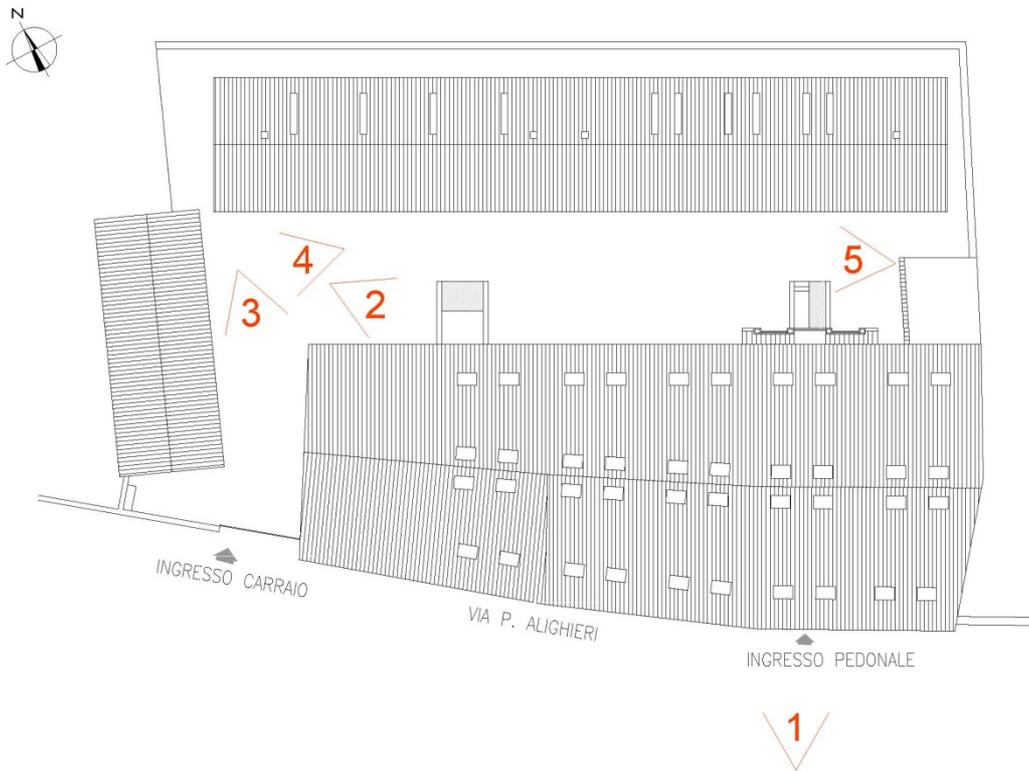 N
4
5
3
2
INGRESSO CARRAIO
VIA P. ALIGHIERI
INGRESSO PEDONALE
1